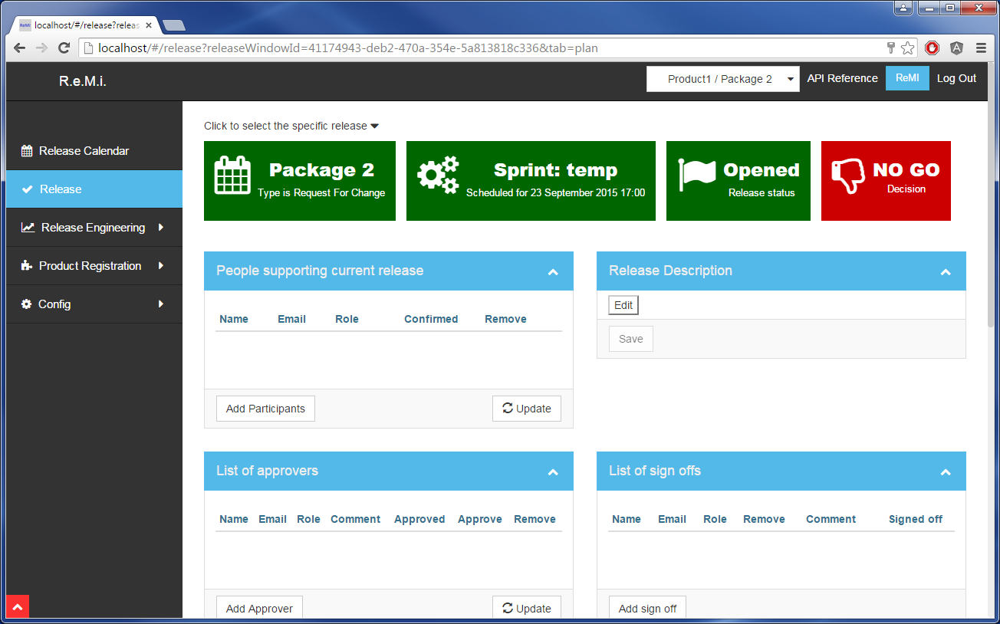 ReMI localhost/#/release?releas
localhost/#/release?releaseWindowId=41174943-deb2-470a-354e-5a813818c336&tab=plan
R.e.M.i.
Product1 / Package 2
API Reference
ReMI
Log Out
Release Calendar
Release
Release Engineering
Product Registration
Config
Click to select the specific release
Package 2
Type is Request For Change
Sprint: temp
Scheduled for 23 September 2015 17:00
Opened
Release status
NO GO
Decision
People supporting current release
Name Email Role Confirmed Remove
Add Participants
Update
Release Description
Edit
Save
List of approvers
Name Email Role Comment Approved Approve Remove
Add Approver
Update
List of sign offs
Name Email Role Remove Comment Signed off
Add sign off